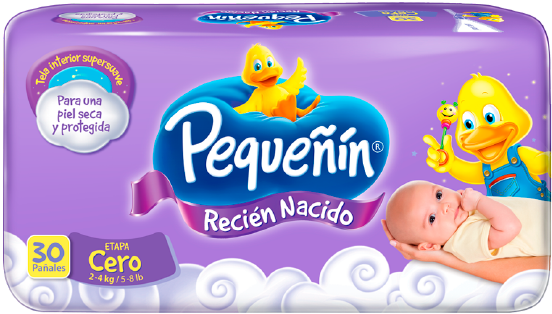 Tela interior supersuave
Para una
piel seca
y protegida
Pequeñín®
Recién Nacido
30
Pañales
ETAPA
Cero
2-4 kg / 5-8 lb
30